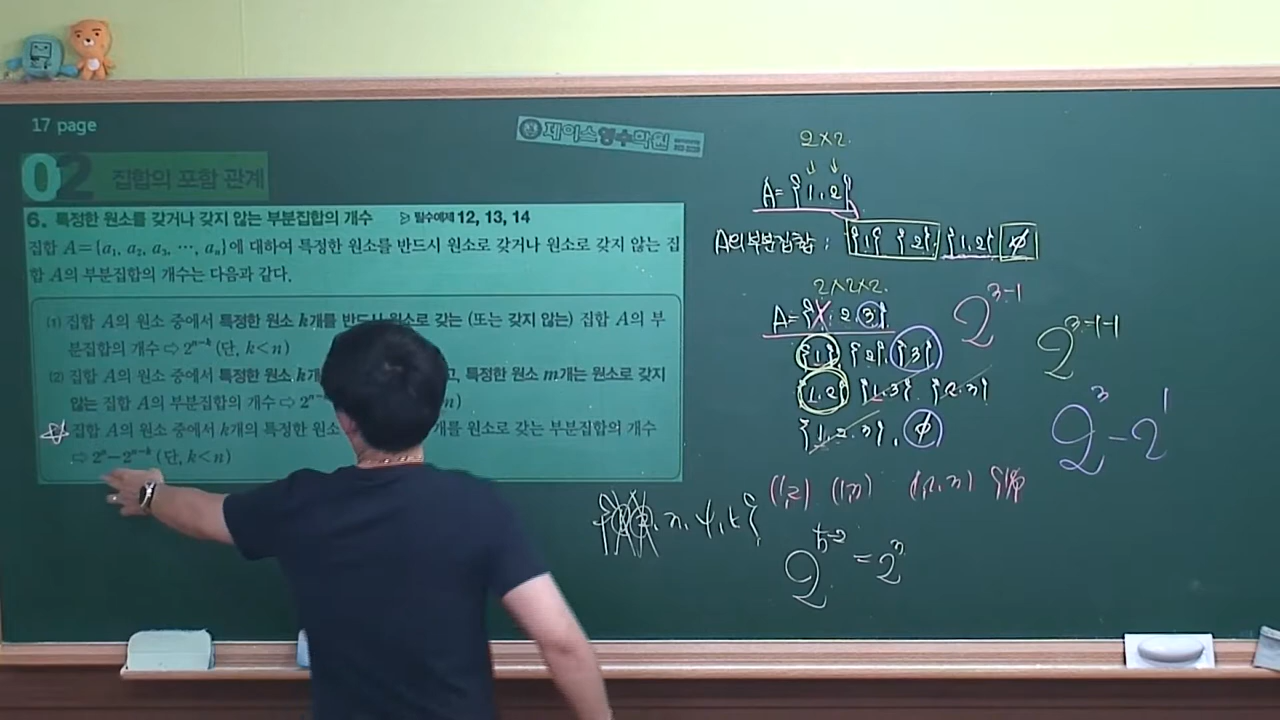 17 page
제이스영수학원
02 집합의 포함 관계
6. 특정한 원소를 갖거나 갖지 않는 부분집합의 개수 ▷ 필수예제 12, 13, 14
집합 A={a₁, a₂, a₃, ⋯, aₙ}에 대하여 특정한 원소를 반드시 원소로 갖거나 원소로 갖지 않는 집
합 A의 부분집합의 개수는 다음과 같다.
(1) 집합 A의 원소 중에서 특정한 원소 k개를 반드시 원소로 갖는 (또는 갖지 않는) 집합 A의 부
분집합의 개수 ⇨ 2ⁿ⁻ᵏ (단, k<n)
(2) 집합 A의 원소 중에서 특정한 원소 k개 고, 특정한 원소 m개는 원소로 갖지
않는 집합 A의 부분집합의 개수 ⇨
☆ 집합 A의 원소 중에서 k개의 특정한 원소 개를 원소로 갖는 부분집합의 개수
⇨ 2ⁿ-2ⁿ⁻ᵏ (단, k<n)
2×2.
A={1, 2}
A의 부분집합 : {1} {2}, {1, 2} ∅
2×2×2.
A={1, 2, 3}
{1} {2}, {3}
{1, 2} {1, 3}, {2, 3}
{1, 2, 3}, ∅
2³⁻¹
2³⁻¹⁻¹
2³-2¹
2⁵⁻²=2³